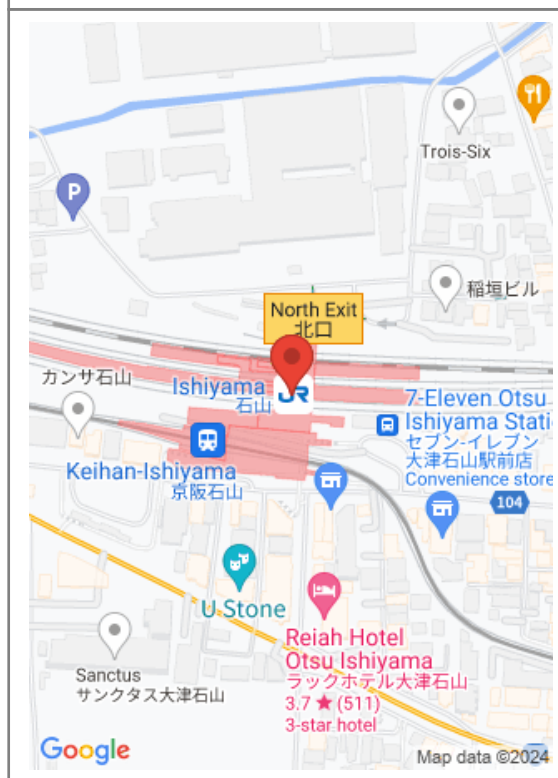 Trois-Six
P
稲垣ビル
North Exit
北口
カンサ石山
Ishiyama
石山
JR
7-Eleven Otsu
Ishiyama Stati
セブン-イレブン
大津石山駅前店
Convenience store
Keihan-Ishiyama
京阪石山
104
U Stone
Reiah Hotel
Otsu Ishiyama
ラックホテル大津石山
3.7 ★ (511)
3-star hotel
Sanctus
サンクタス大津石山
Google
Map data ©2024